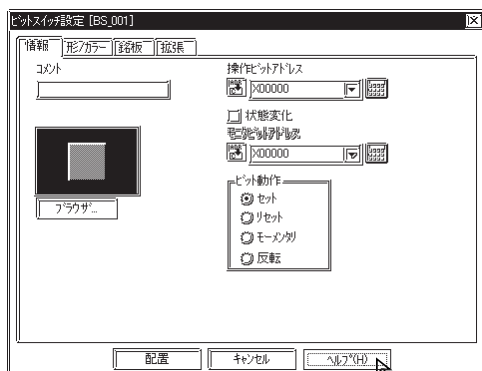 ﾋﾞｯﾄｽｲｯﾁ設定 [BS_001]
情報
形/ｶﾗｰ
銘板
拡張
ｺﾒﾝﾄ
操作ﾋﾞｯﾄｱﾄﾞﾚｽ
X00000
状態変化
ﾓﾆﾀﾋﾞｯﾄｱﾄﾞﾚｽ
X00000
ﾌﾞﾗｳｻﾞ...
ﾋﾞｯﾄ動作
ｾｯﾄ
ﾘｾｯﾄ
ﾓｰﾒﾝﾀﾘ
反転
配置
ｷｬﾝｾﾙ
ﾍﾙﾌﾟ(H)